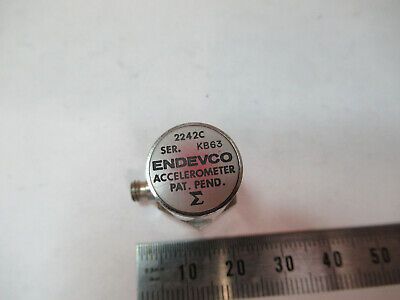 2242C
SER. KB63
ENDEVCO
ACCELEROMETER
PAT. PEND.
Σ
10 20 30 40 50